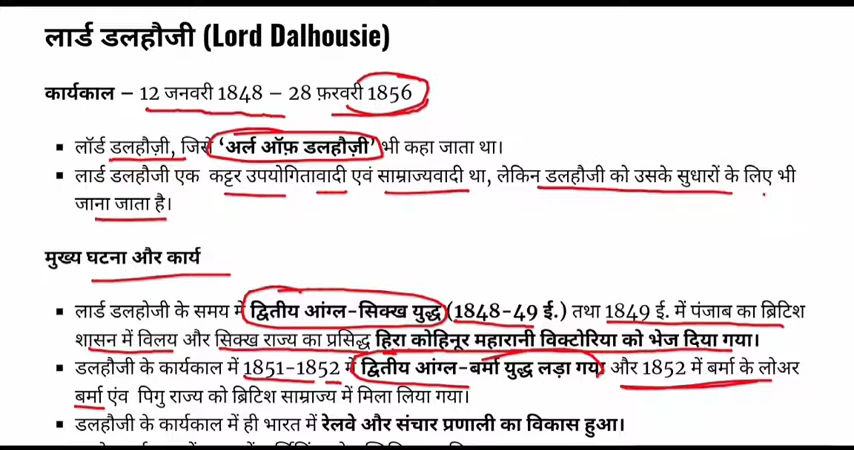 लार्ड डलहौजी (Lord Dalhousie)
कार्यकाल – 12 जनवरी 1848 – 28 फ़रवरी 1856
▪ लॉर्ड डलहौज़ी, जिसे ‘अर्ल ऑफ़ डलहौज़ी’ भी कहा जाता था।
▪ लार्ड डलहौजी एक कट्टर उपयोगितावादी एवं साम्राज्यवादी था, लेकिन डलहौजी को उसके सुधारों के लिए भी
जाना जाता है।
मुख्य घटना और कार्य
▪ लार्ड डलहोजी के समय में द्वितीय आंग्ल-सिक्ख युद्ध (1848-49 ई.) तथा 1849 ई. में पंजाब का ब्रिटिश
शासन में विलय और सिक्ख राज्य का प्रसिद्ध हिरा कोहिनूर महारानी विक्टोरिया को भेज दिया गया।
▪ डलहौजी के कार्यकाल में 1851-1852 में द्वितीय आंग्ल-बर्मा युद्ध लड़ा गया और 1852 में बर्मा के लोअर
बर्मा एंव पिगु राज्य को ब्रिटिश साम्राज्य में मिला लिया गया।
▪ डलहौजी के कार्यकाल में ही भारत में रेलवे और संचार प्रणाली का विकास हुआ।